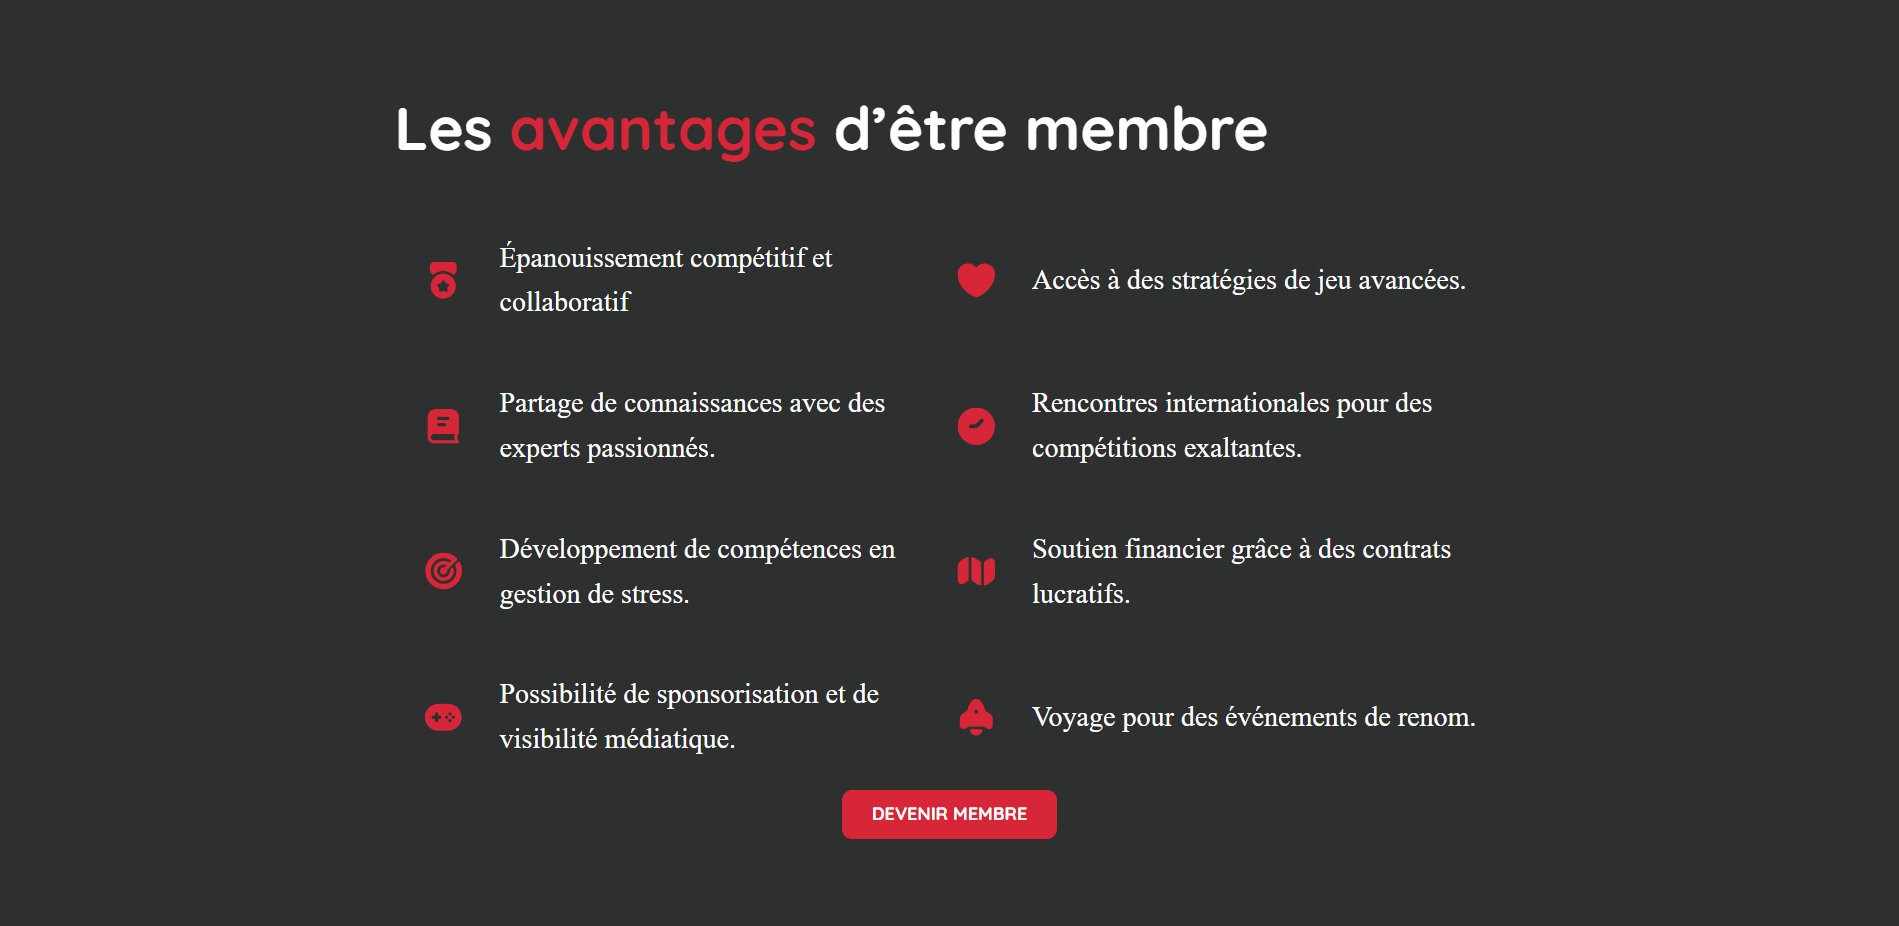 Les avantages d’être membre
Épanouissement compétitif et
collaboratif
Accès à des stratégies de jeu avancées.
Partage de connaissances avec des
experts passionnés.
Rencontres internationales pour des
compétitions exaltantes.
Développement de compétences en
gestion de stress.
Soutien financier grâce à des contrats
lucratifs.
Possibilité de sponsorisation et de
visibilité médiatique.
Voyage pour des événements de renom.
DEVENIR MEMBRE